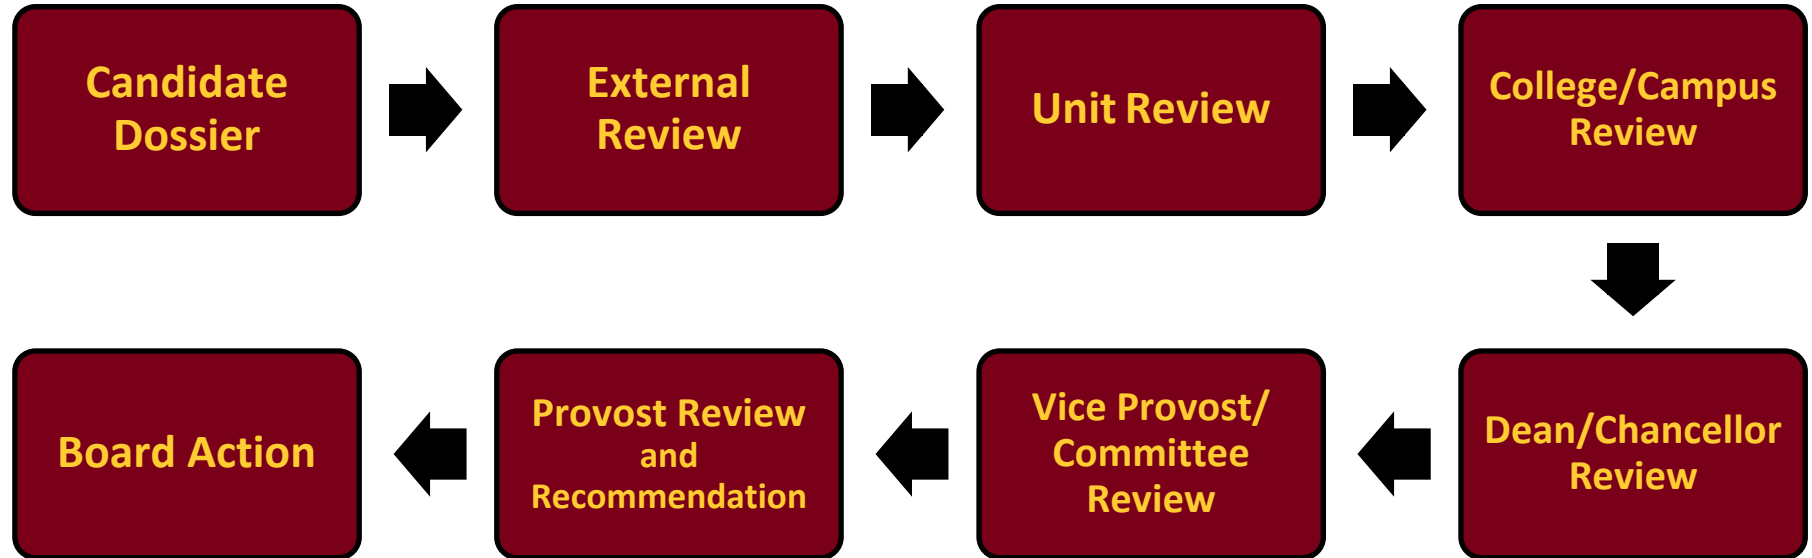 Candidate
Dossier
External
Review
Unit Review
College/Campus
Review
Dean/Chancellor
Review
Vice Provost/
Committee
Review
Provost Review
and
Recommendation
Board Action